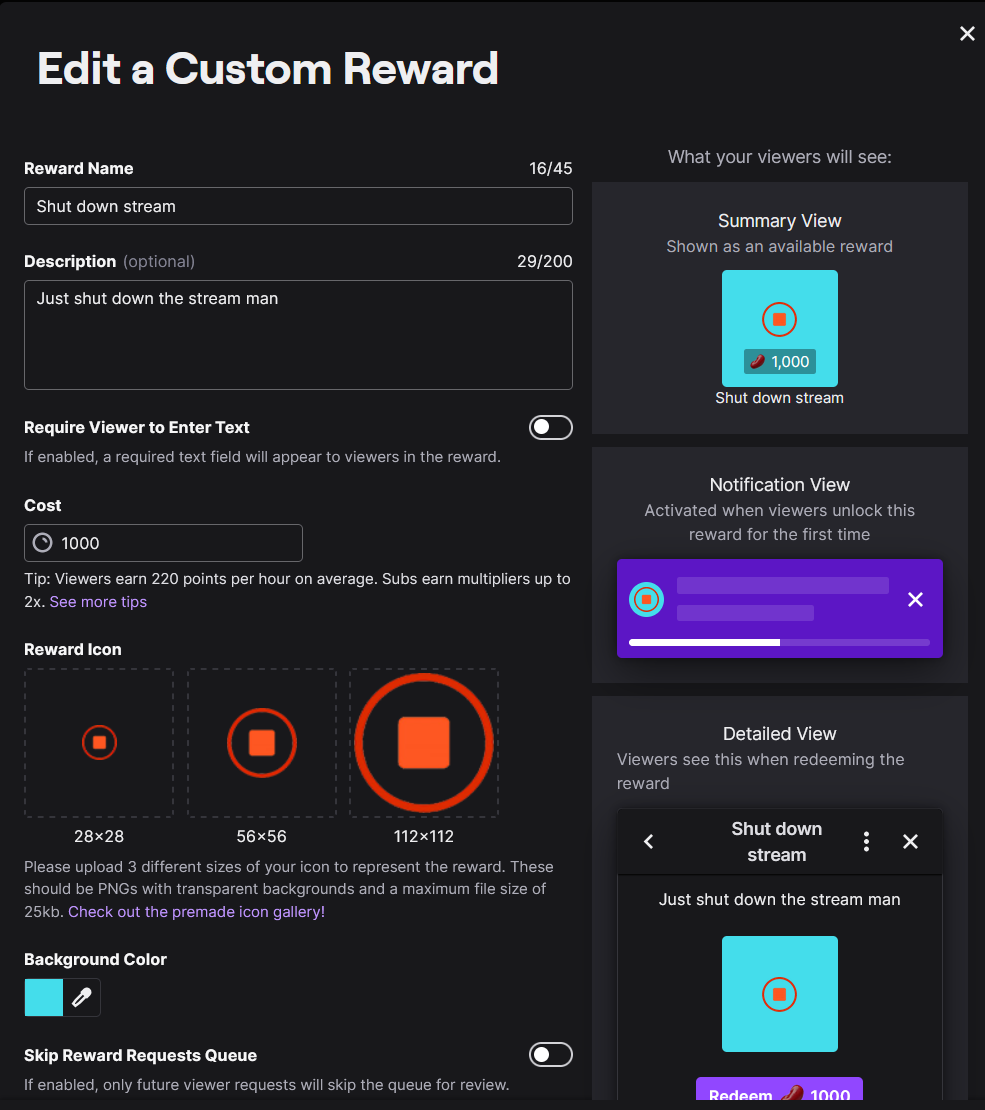 Edit a Custom Reward
Reward Name
16/45
Shut down stream
Description (optional)
29/200
Just shut down the stream man
Require Viewer to Enter Text
If enabled, a required text field will appear to viewers in the reward.
Cost
1000
Tip: Viewers earn 220 points per hour on average. Subs earn multipliers up to
2x. See more tips
Reward Icon
28×28
56×56
112×112
Please upload 3 different sizes of your icon to represent the reward. These
should be PNGs with transparent backgrounds and a maximum file size of
25kb. Check out the premade icon gallery!
Background Color
Skip Reward Requests Queue
If enabled, only future viewer requests will skip the queue for review.
What your viewers will see:
Summary View
Shown as an available reward
1,000
Shut down stream
Notification View
Activated when viewers unlock this
reward for the first time
Detailed View
Viewers see this when redeeming the
reward
Shut down
stream
Just shut down the stream man
Redeem 1000